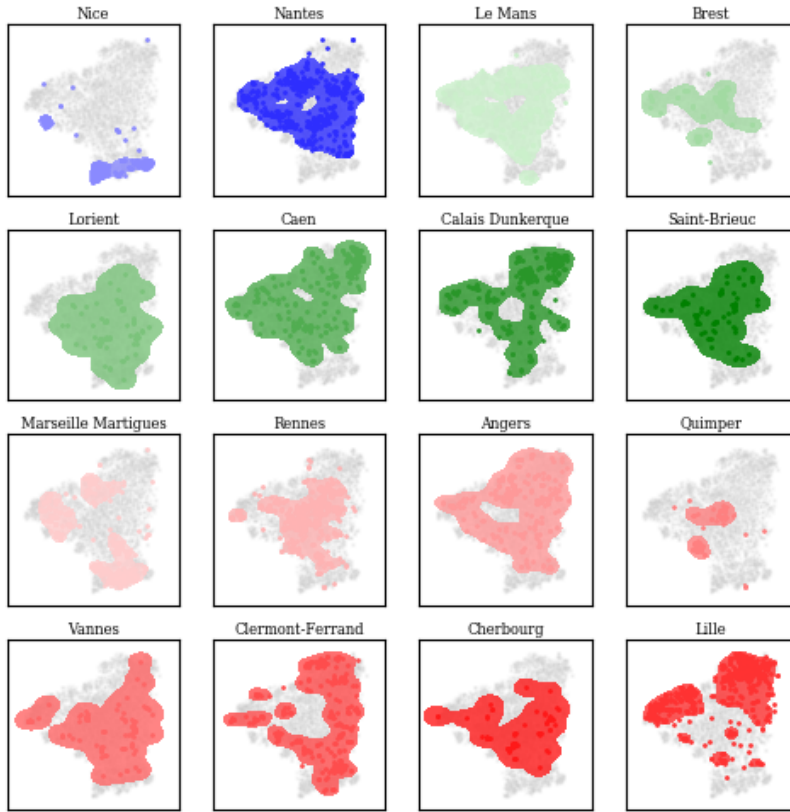 Nice Nantes Le Mans Brest
Lorient Caen Calais Dunkerque Saint-Brieuc
Marseille Martigues Rennes Angers Quimper
Vannes Clermont-Ferrand Cherbourg Lille